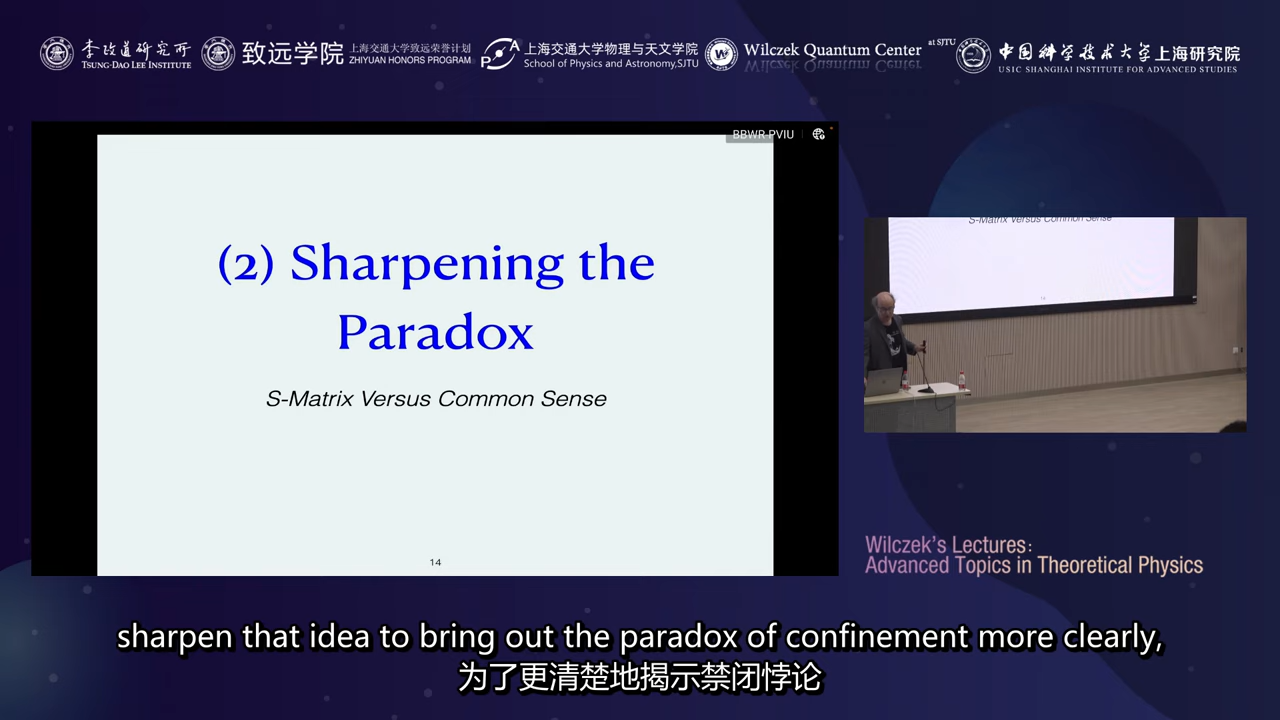 李政道研究所
TSUNG-DAO LEE INSTITUTE
致远学院
上海交通大学致远荣誉计划
ZHIYUAN HONORS PROGRAM
上海交通大学物理与天文学院
School of Physics and Astronomy,SJTU
Wilczek Quantum Center at SJTU
中国科学技术大学上海研究院
USIC SHANGHAI INSTITUTE FOR ADVANCED STUDIES
BBWR PVIU
(2) Sharpening the
Paradox
S-Matrix Versus Common Sense
14
S-Matrix Versus Common Sense
Wilczek's Lectures:
Advanced Topics in Theoretical Physics
sharpen that idea to bring out the paradox of confinement more clearly,
为了更清楚地揭示禁闭悖论